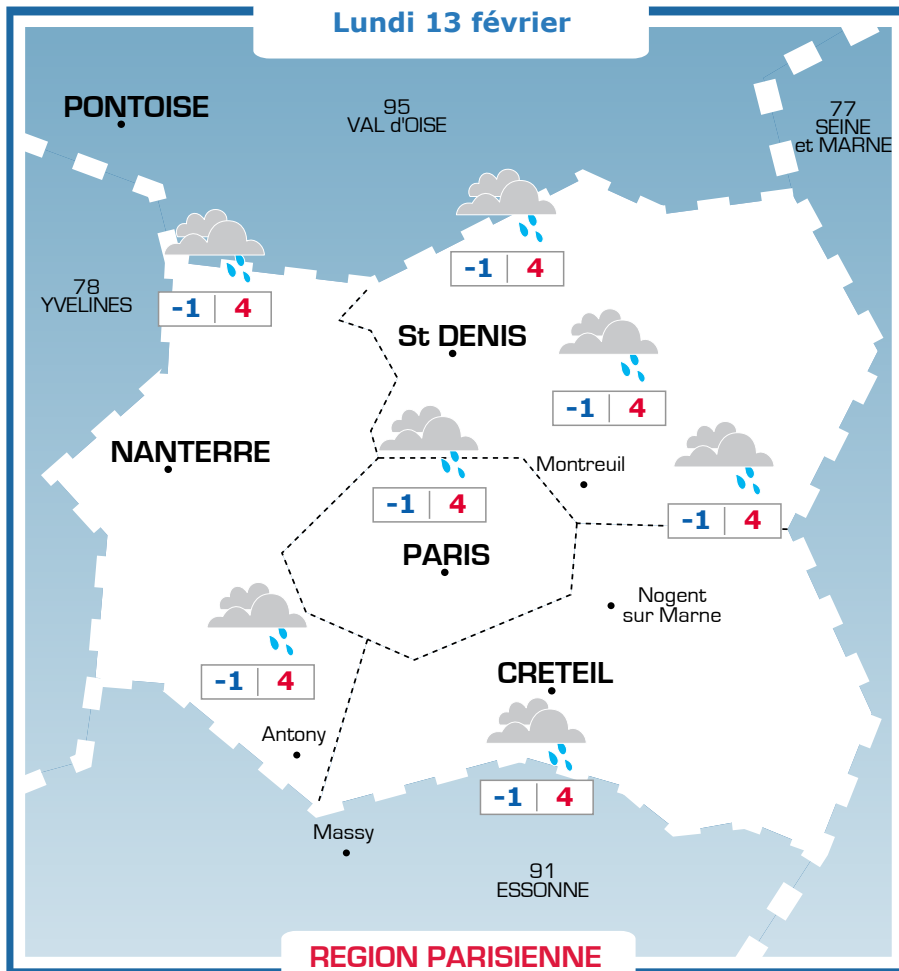 Lundi 13 février
PONTOISE
95
VAL d'OISE
77
SEINE
et MARNE
78
YVELINES
-1 4
-1 4
St DENIS
-1 4
NANTERRE
Montreuil
-1 4
-1 4
PARIS
Nogent
sur Marne
-1 4
CRETEIL
Antony
-1 4
Massy
91
ESSONNE
REGION PARISIENNE